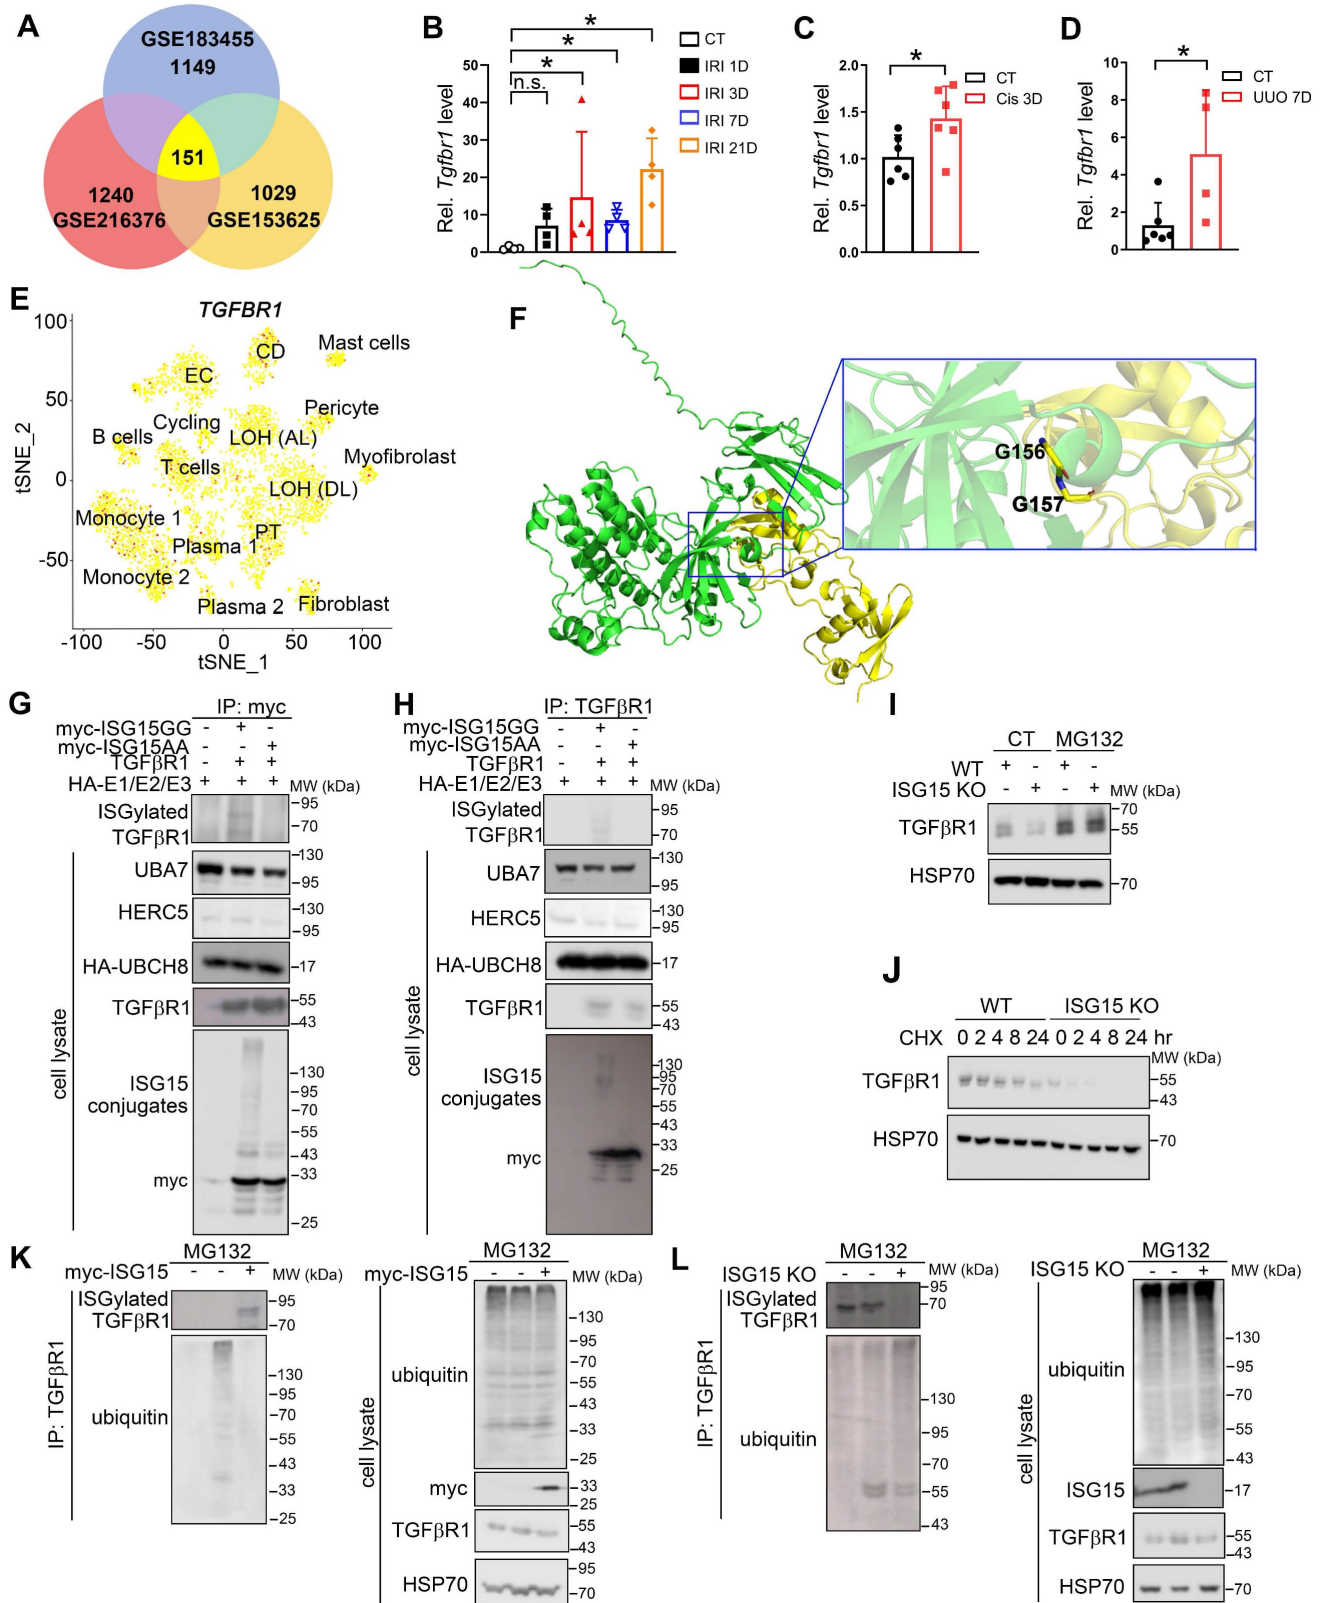 A
GSE183455
1149
151
1240
GSE216376
1029
GSE153625
B
Rel. Tgfbr1 level
50
40
30
20
10
0
n.s.
*
*
*
CT
IRI 1D
IRI 3D
IRI 7D
IRI 21D
C
Rel. Tgfbr1 level
2.0
1.5
1.0
0.5
0.0
*
CT
Cis 3D
D
Rel. Tgfbr1 level
10
8
6
4
2
0
*
CT
UUO 7D
E
TGFBR1
tSNE_2
100
50
0
-50
-100 -50 0 50 100
tSNE_1
CD
Mast cells
EC
Pericyte
Cycling
LOH (AL)
B cells
T cells
Myofibrolast
LOH (DL)
Monocyte 1
PT
Plasma 1
Monocyte 2
Plasma 2
Fibroblast
F
G156
G157
G
IP: myc
myc-ISG15GG - + -
myc-ISG15AA - - +
TGFβR1 - + +
HA-E1/E2/E3 + + + MW (kDa)
ISGylated
TGFβR1
-95
-70
cell lysate
UBA7
-130
-95
HERC5
-130
-95
HA-UBCH8
-17
TGFβR1
-55
-43
ISG15
conjugates
myc
-130
-95
-70
-55
-43
-33
-25
H
IP: TGFβR1
myc-ISG15GG - + -
myc-ISG15AA - - +
TGFβR1 - + +
HA-E1/E2/E3 + + + MW (kDa)
ISGylated
TGFβR1
-95
-70
cell lysate
UBA7
-130
-95
HERC5
-130
-95
HA-UBCH8
-17
TGFβR1
-55
-43
ISG15
conjugates
myc
-130
-95
-70
-55
-43
-33
-25
I
CT MG132
WT + - + -
ISG15 KO - + - + MW (kDa)
TGFβR1
-70
-55
HSP70
-70
J
WT ISG15 KO
CHX 0 2 4 8 24 0 2 4 8 24 hr
MW (kDa)
TGFβR1
-55
-43
HSP70
-70
K
MG132
myc-ISG15 - - + MW (kDa)
IP: TGFβR1
ISGylated
TGFβR1
-95
-70
ubiquitin
-130
-95
-70
-55
-43
-33
-25
MG132
myc-ISG15 - - + MW (kDa)
cell lysate
ubiquitin
-130
-95
-70
-55
-43
-33
-25
myc
-33
-25
TGFβR1
-55
-43
HSP70
-95
-70
L
MG132
ISG15 KO - - + MW (kDa)
IP: TGFβR1
ISGylated
TGFβR1
-95
-70
ubiquitin
-130
-95
-70
-55
-43
MG132
ISG15 KO - - + MW (kDa)
cell lysate
ubiquitin
-130
-95
-70
-55
-43
ISG15
-17
TGFβR1
-55
-43
HSP70
-70